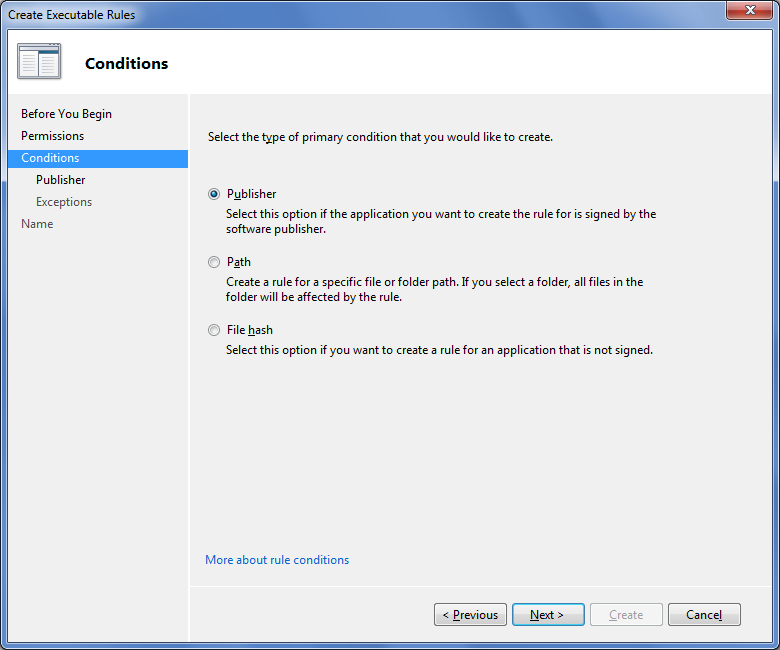 Create Executable Rules
Conditions
Before You Begin
Permissions
Conditions
Publisher
Exceptions
Name
Select the type of primary condition that you would like to create.
Publisher
Select this option if the application you want to create the rule for is signed by the
software publisher.
Path
Create a rule for a specific file or folder path. If you select a folder, all files in the
folder will be affected by the rule.
File hash
Select this option if you want to create a rule for an application that is not signed.
More about rule conditions
< Previous
Next >
Create
Cancel